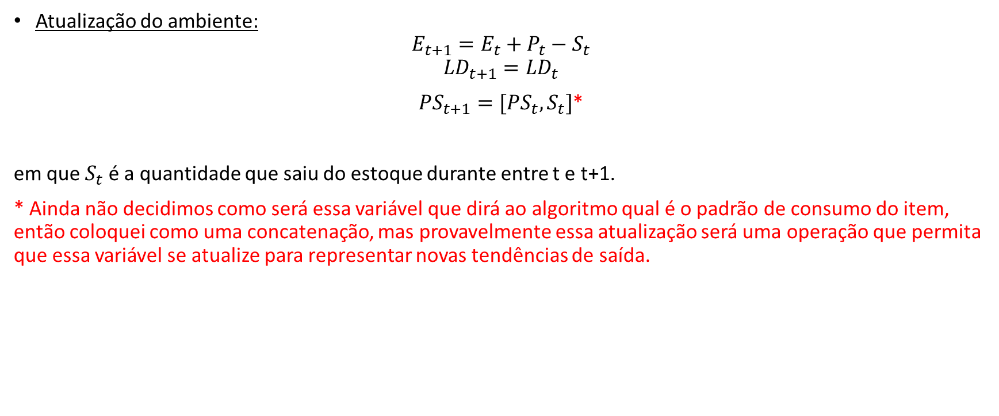 • Atualização do ambiente:
E_{t+1} = E_t + P_t − S_t
LD_{t+1} = LD_t
PS_{t+1} = [PS_t, S_t]*
em que S_t é a quantidade que saiu do estoque durante entre t e t+1.
* Ainda não decidimos como será essa variável que dirá ao algoritmo qual é o padrão de consumo do item,
então coloquei como uma concatenação, mas provavelmente essa atualização será uma operação que permita
que essa variável se atualize para representar novas tendências de saída.